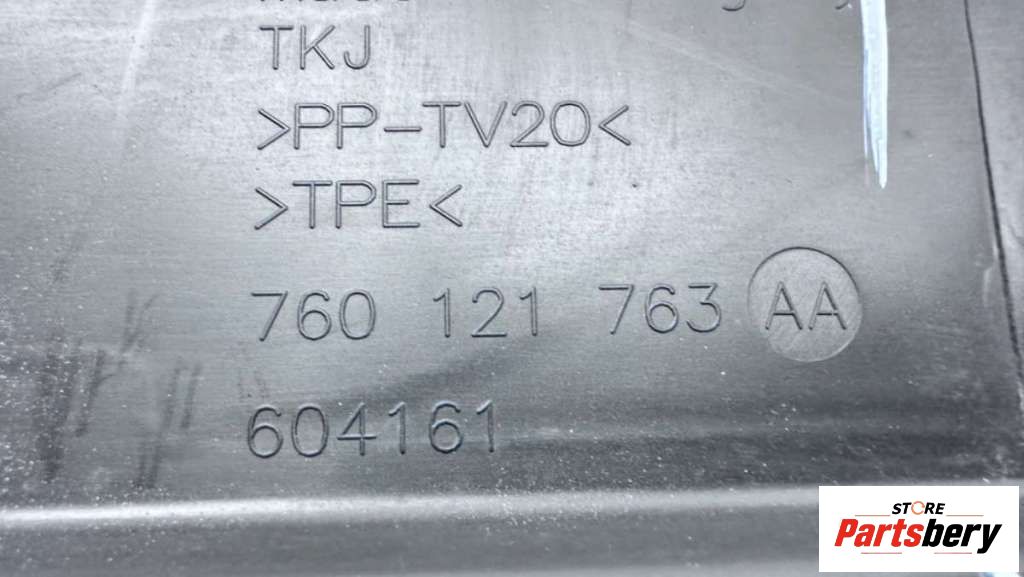 TKJ
>PP-TV20<
>TPE<
760 121 763 AA
604161
STORE
Partsbery